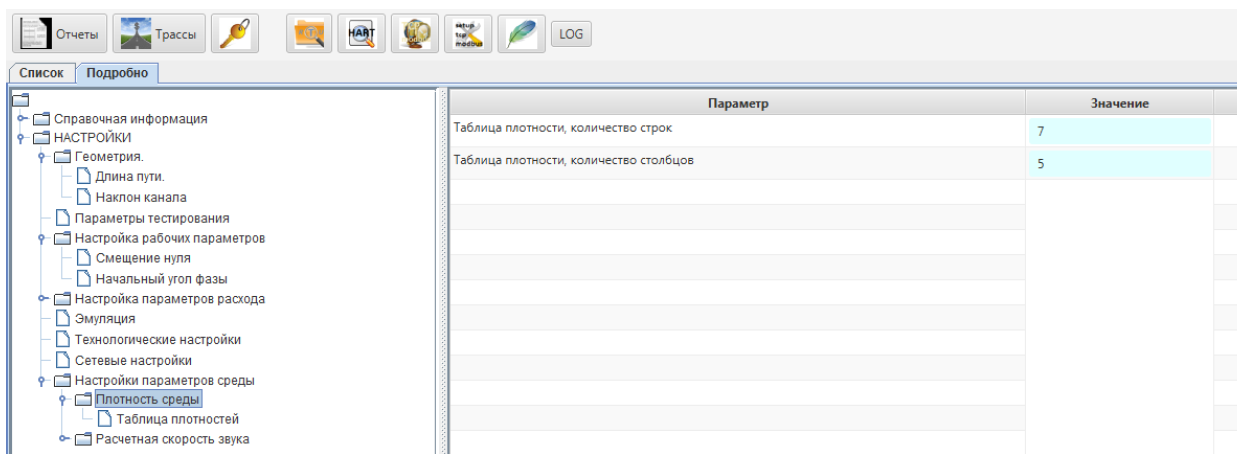 Отчеты Трассы HART setup tcp modbus LOG
Список Подробно
Параметр Значение
Справочная информация
НАСТРОЙКИ
Геометрия.
Длина пути.
Наклон канала
Параметры тестирования
Настройка рабочих параметров
Смещение нуля
Начальный угол фазы
Настройка параметров расхода
Эмуляция
Технологические настройки
Сетевые настройки
Настройки параметров среды
Плотность среды
Таблица плотностей
Расчетная скорость звука
Таблица плотности, количество строк 7
Таблица плотности, количество столбцов 5